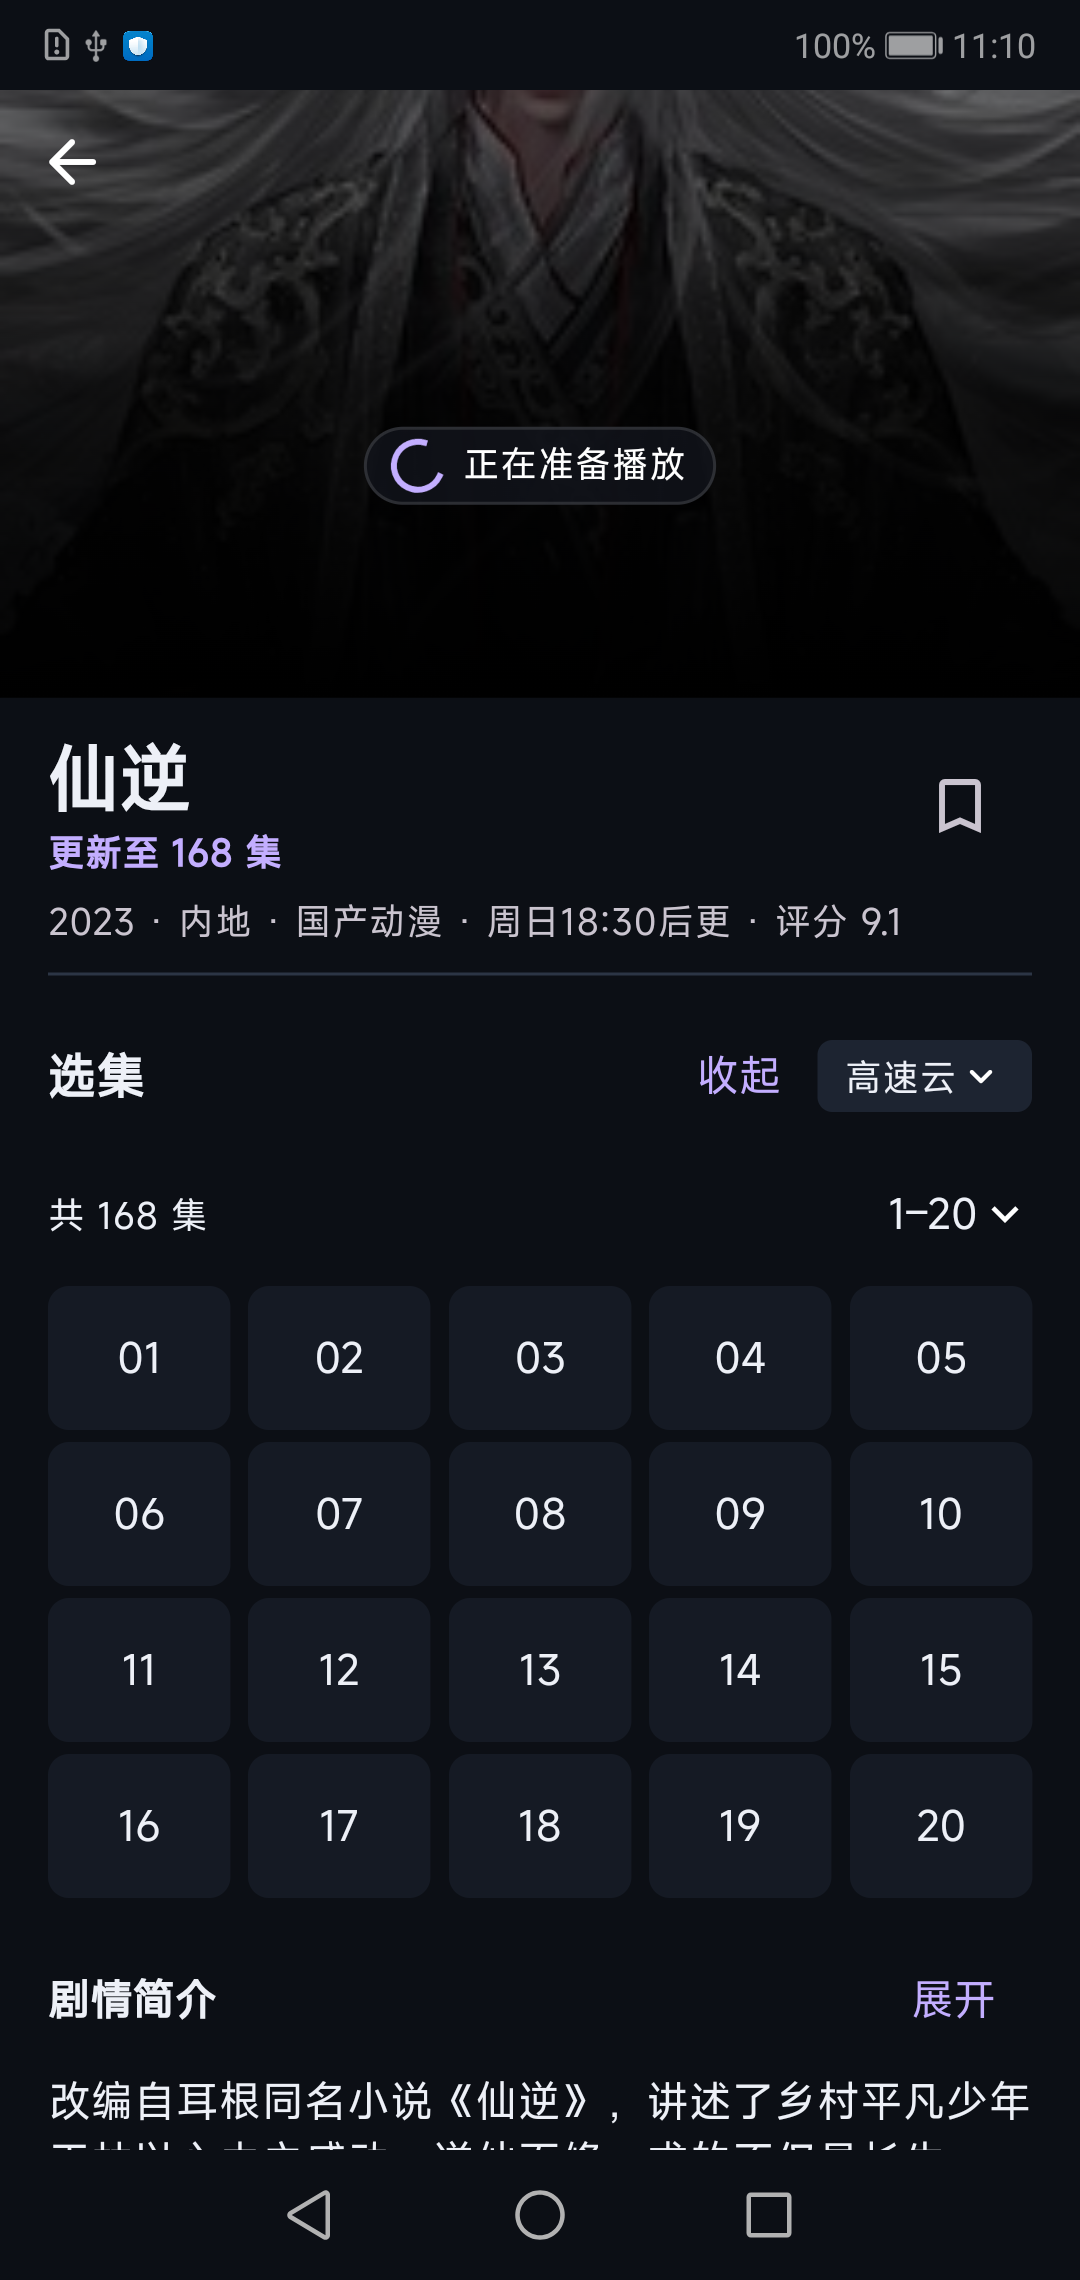 100% 11:10
正在准备播放
仙逆
更新至 168 集
2023 · 内地 · 国产动漫 · 周日18:30后更 · 评分 9.1
选集 收起 高速云
共 168 集 1–20
01 02 03 04 05
06 07 08 09 10
11 12 13 14 15
16 17 18 19 20
剧情简介 展开
改编自耳根同名小说《仙逆》，讲述了乡村平凡少年